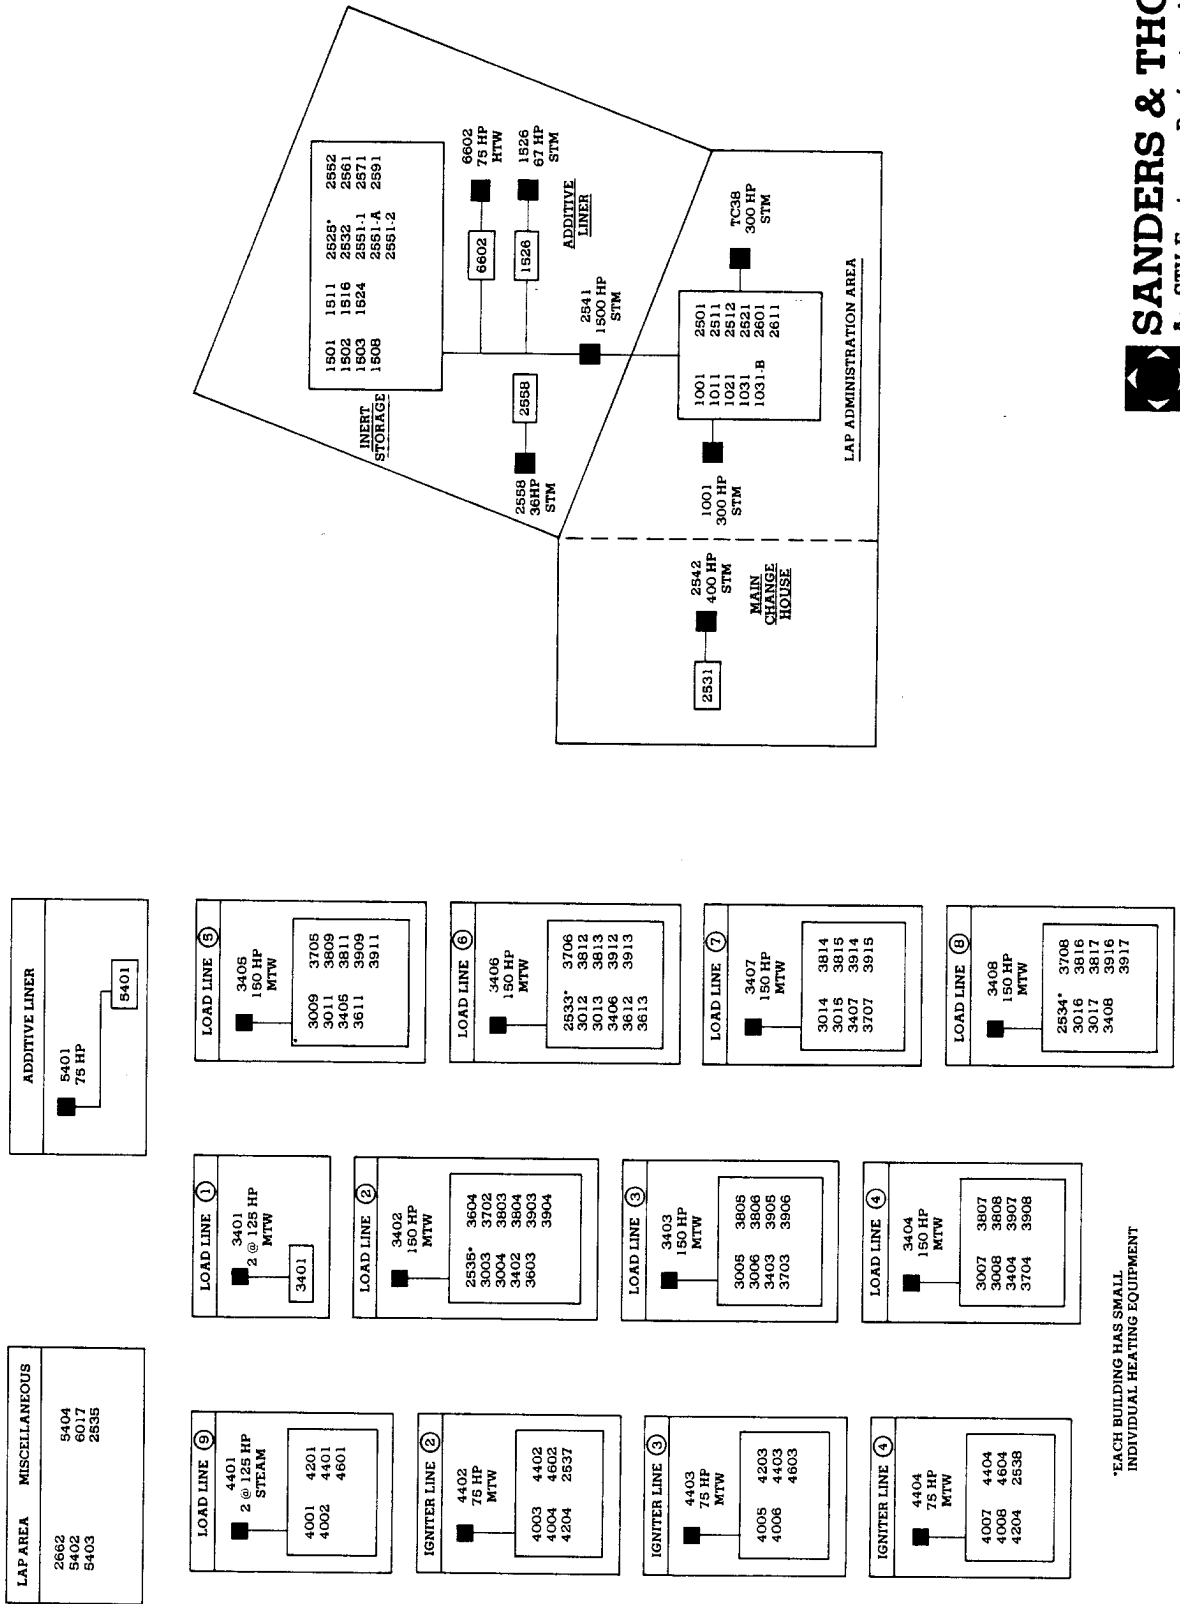 LAP AREA MISCELLANEOUS
2662 5404
5402 6017
5403 2535
ADDITIVE LINER
5401
75 HP
5401
LOAD LINE 9
4401
2 @ 125 HP
STEAM
4001 4201
4002 4401
4601
IGNITER LINE 2
4402
75 HP
MTW
4003 4402
4004 4602
4204 2537
IGNITER LINE 3
4403
75 HP
MTW
4005 4203
4006 4403
4603
IGNITER LINE 4
4404
75 HP
MTW
4007 4404
4008 4604
4204 2538
LOAD LINE 1
3401
2 @ 125 HP
MTW
3401
LOAD LINE 2
3402
150 HP
MTW
2535* 3604
3003 3702
3004 3803
3402 3804
3603 3903
3904
LOAD LINE 3
3403
150 HP
MTW
3005 3805
3006 3806
3403 3905
3703 3906
LOAD LINE 4
3404
150 HP
MTW
3007 3807
3008 3808
3404 3907
3704 3908
LOAD LINE 5
3405
150 HP
MTW
3009 3705
3011 3809
3405 3811
3611 3909
3911
LOAD LINE 6
3406
150 HP
MTW
2533* 3706
3012 3812
3013 3813
3406 3912
3612 3913
3613
LOAD LINE 7
3407
150 HP
MTW
3014 3814
3015 3815
3407 3914
3707 3915
LOAD LINE 8
3408
150 HP
MTW
2534* 3708
3016 3816
3017 3817
3408 3916
3917
*EACH BUILDING HAS SMALL
INDIVIDUAL HEATING EQUIPMENT
INERT
STORAGE
1501 1511 2525* 2552
1502 1516 2532 2561
1503 1524 2551-1 2571
1508 2551-A 2591
2551-2
6602
75 HP
HTW
6602
1526
67 HP
STM
1526
ADDITIVE
LINER
2558
36HP
STM
2558
2541
1500 HP
STM
2542
400 HP
STM
2531
MAIN
CHANGE
HOUSE
1001
300 HP
STM
1001 2501
1011 2511
1021 2512
1031 2521
1031-B 2601
2611
TC38
300 HP
STM
LAP ADMINISTRATION AREA
SANDERS & THO